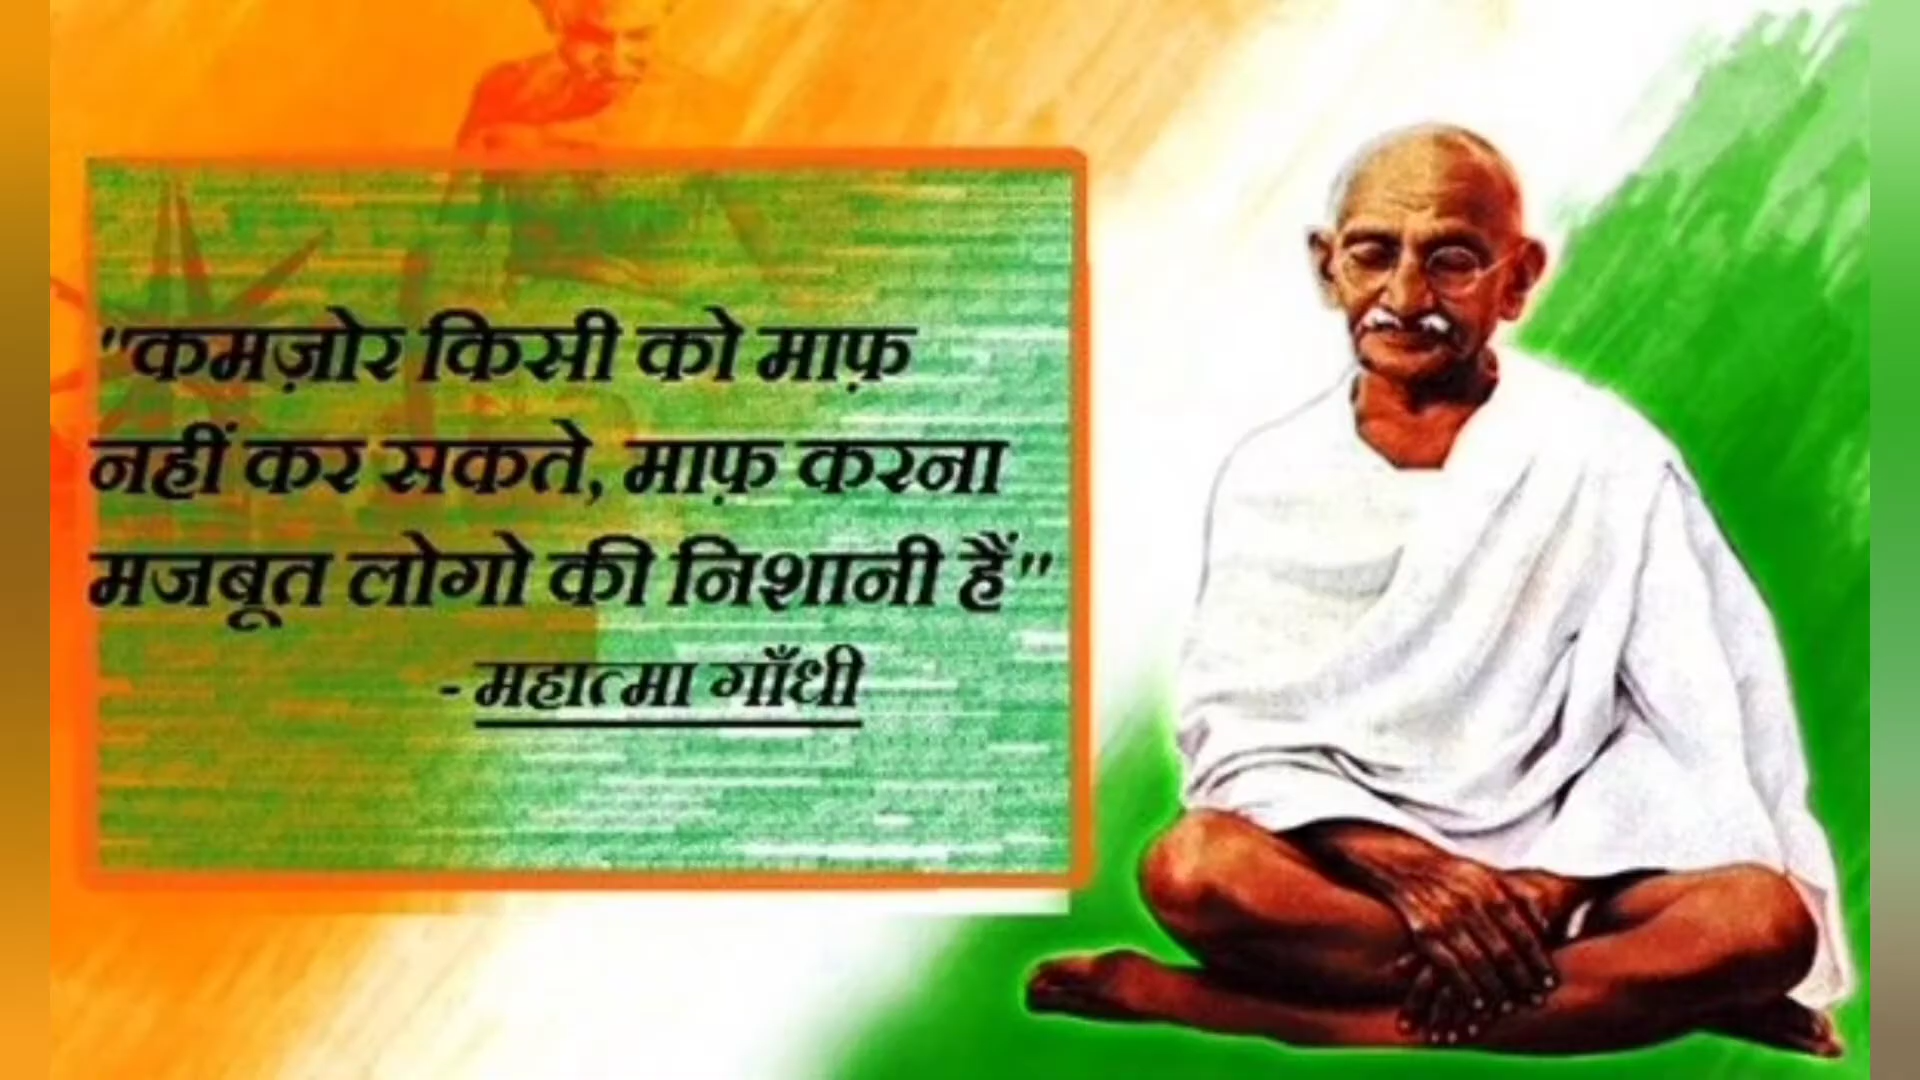 "कमज़ोर किसी को माफ़
नहीं कर सकते, माफ़ करना
मजबूत लोगो की निशानी हैं"
- महात्मा गाँधी